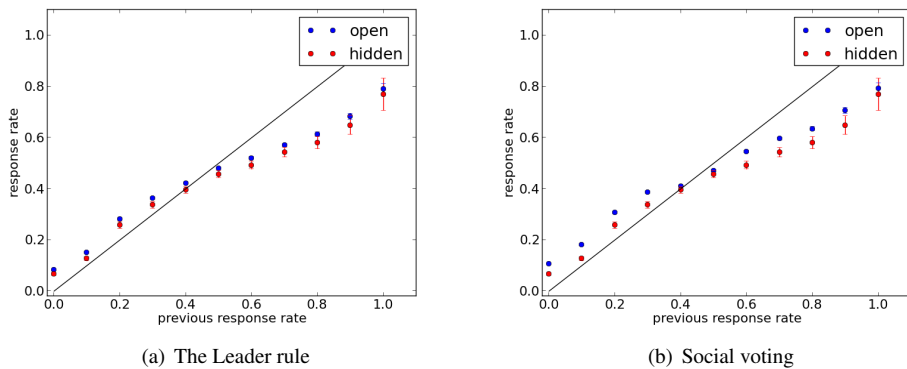 1.0
0.8
0.6
0.4
0.2
0.0
0.0 0.2 0.4 0.6 0.8 1.0
response rate
previous response rate
open
hidden
(a) The Leader rule
1.0
0.8
0.6
0.4
0.2
0.0
0.0 0.2 0.4 0.6 0.8 1.0
response rate
previous response rate
open
hidden
(b) Social voting